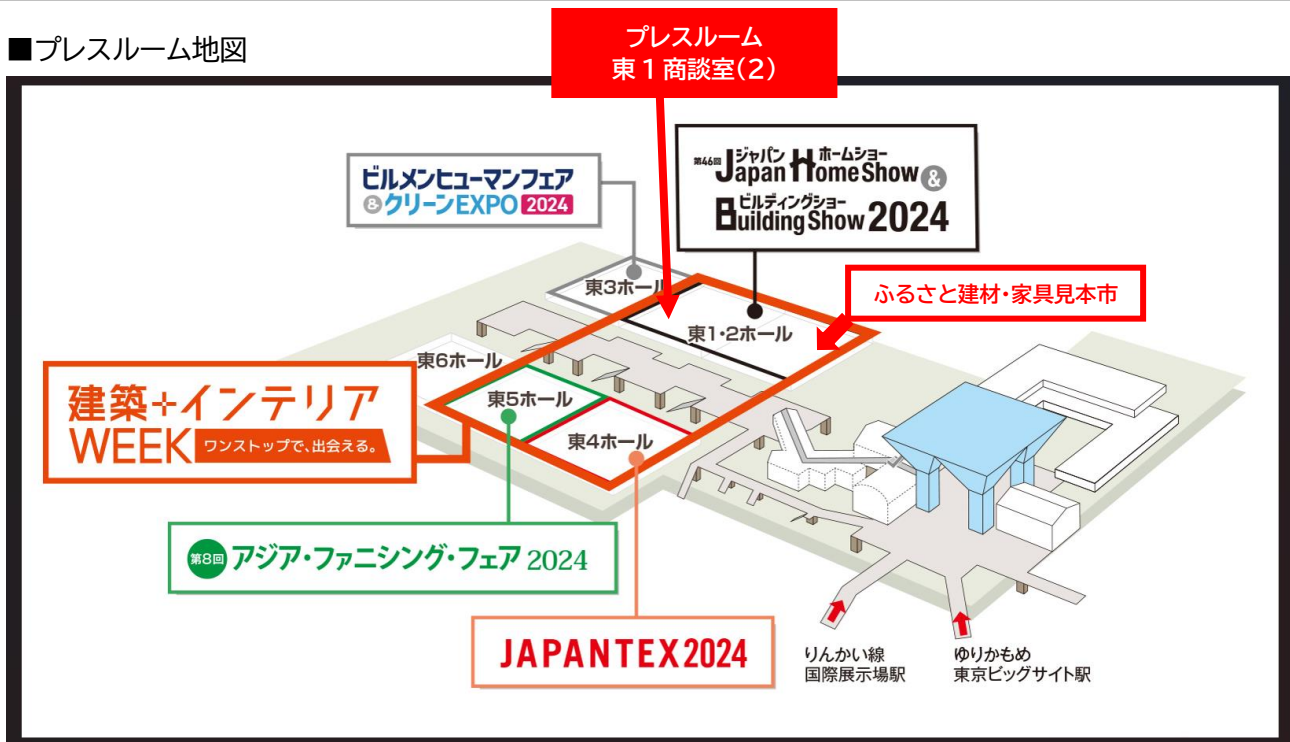 ■プレスルーム地図
プレスルーム
東1商談室(2)
ビルメンヒューマンフェア
&クリーンEXPO 2024
第46回 ジャパン ホームショー
Japan Home Show &
ビルディングショー
Building Show 2024
東3ホール
ふるさと建材・家具見本市
東1・2ホール
東6ホール
東5ホール
東4ホール
建築+インテリア
WEEK ワンストップで、出会える。
第8回 アジア・ファニシング・フェア 2024
JAPANTEX2024
りんかい線
国際展示場駅
ゆりかもめ
東京ビッグサイト駅